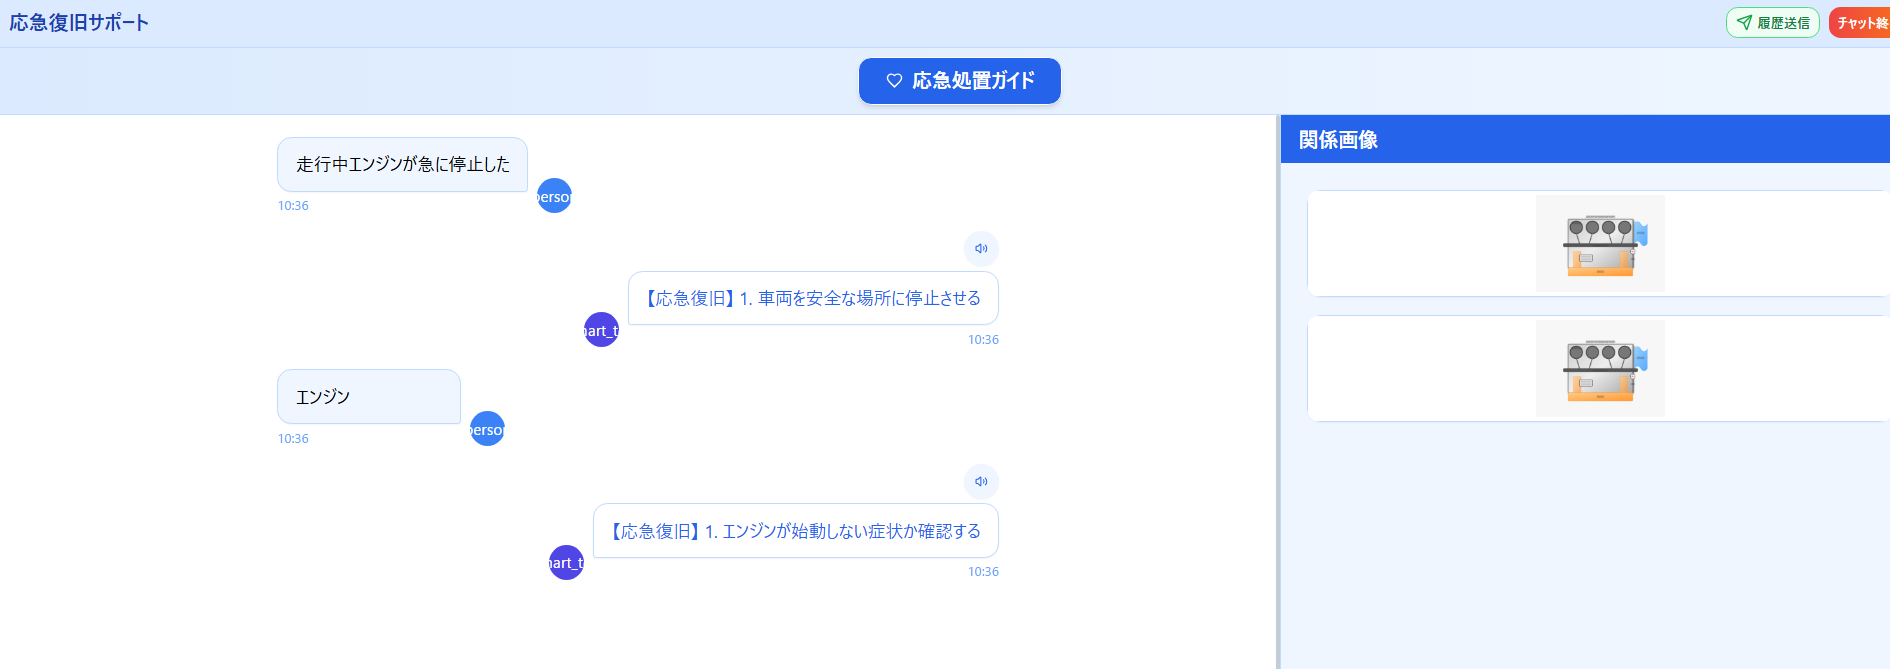 応急復旧サポート
履歴送信
チャット終
応急処置ガイド
走行中エンジンが急に停止した
10:36
person
【応急復旧】 1. 車両を安全な場所に停止させる
art_t
10:36
エンジン
10:36
person
【応急復旧】 1. エンジンが始動しない症状か確認する
art_t
10:36
関係画像